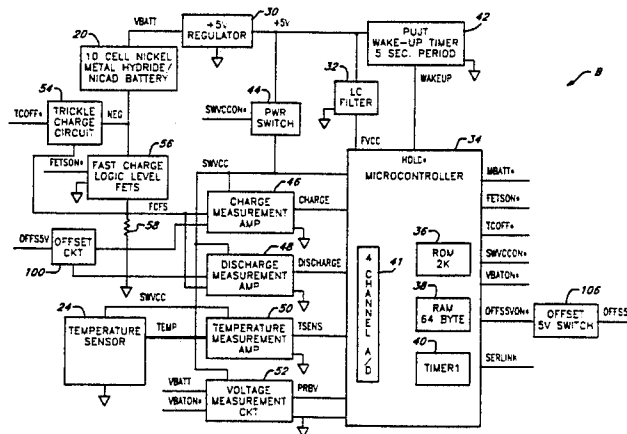 VBATT
30
+5V
REGULATOR
+5V
42
PUJT
WAKE-UP TIMER
5 SEC. PERIOD
20
10 CELL NICKEL
METAL HYDRIDE/
NICAD BATTERY
B
54
TCOFF*
TRICKLE
CHARGE
CIRCUIT
NEG
44
SWVCCON*
PWR
SWITCH
32
LC
FILTER
WAKEUP
FVCC
56
FETSON*
FAST CHARGE
LOGIC LEVEL
FETS
FCFS
58
SWVCC
46
CHARGE
MEASUREMENT
AMP
CHARGE
HOLD*
34
MICROCONTROLLER
MBATT*
FETSON*
TCOFF*
SWVCCON*
VBATON*
OFFSVON*
SERLINK
36
ROM
2K
38
RAM
64 BYTE
40
TIMER1
41
4 CHANNEL A/D
OFFS5V
OFFSET
CKT
100
48
DISCHARGE
MEASUREMENT
AMP
DISCHARGE
106
OFFSET
5V SWITCH
OFFS5
24
SWVCC
TEMPERATURE
SENSOR
TEMP
50
TEMPERATURE
MEASUREMENT
AMP
TSENS
VBATT
VBATON*
52
VOLTAGE
MEASUREMENT
CKT
PRBV